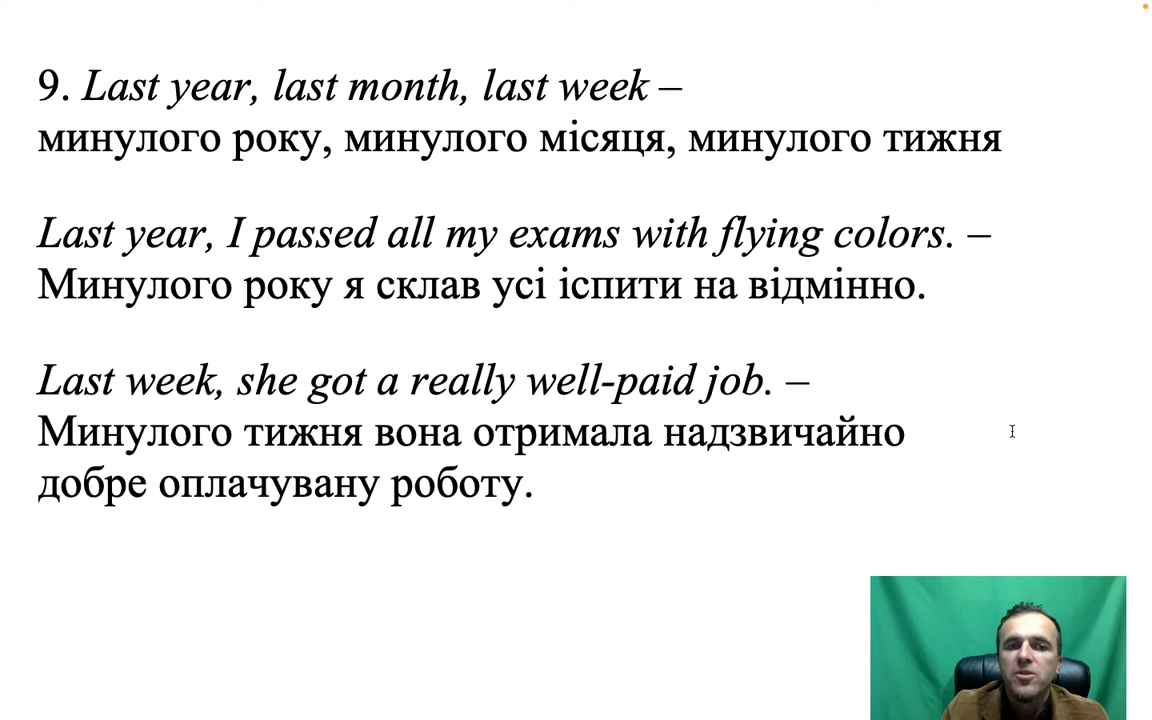 9. Last year, last month, last week –
минулого року, минулого місяця, минулого тижня
Last year, I passed all my exams with flying colors. –
Минулого року я склав усі іспити на відмінно.
Last week, she got a really well-paid job. –
Минулого тижня вона отримала надзвичайно
добре оплачувану роботу.